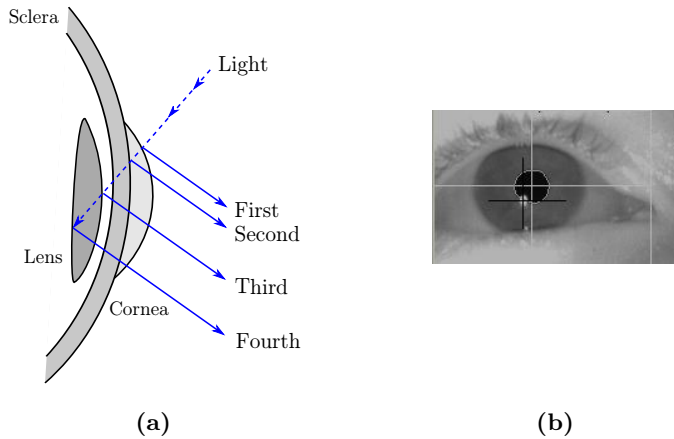 Sclera
Light
First
Second
Lens
Third
Cornea
Fourth
(a)
(b)